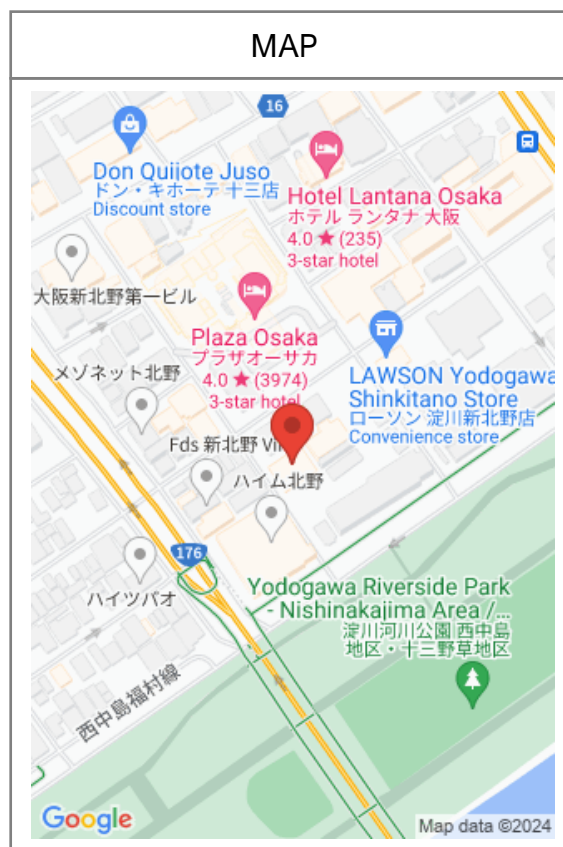 MAP
16
Don Quijote Juso
ドン・キホーテ 十三店
Discount store
Hotel Lantana Osaka
ホテル ランタナ 大阪
4.0 ★ (235)
3-star hotel
大阪新北野第一ビル
Plaza Osaka
プラザオーサカ
4.0 ★ (3974)
3-star hotel
メゾネット北野
LAWSON Yodogawa
Shinkitano Store
ローソン 淀川新北野店
Convenience store
Fds 新北野
ハイム北野
176
ハイツパオ
Yodogawa Riverside Park
- Nishinakajima Area /...
淀川河川公園 西中島
地区・十三野草地区
西中島福村線
Google
Map data ©2024